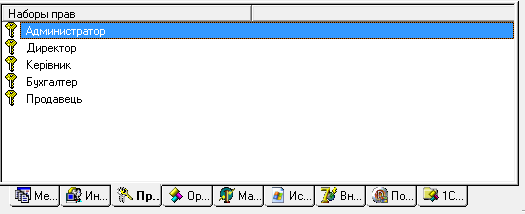 Наборы прав
Администратор
Директор
Керівник
Бухгалтер
Продавець
Ме... Ин... Пр.. Ор... Ма... Ис... Вн... По... 1С...